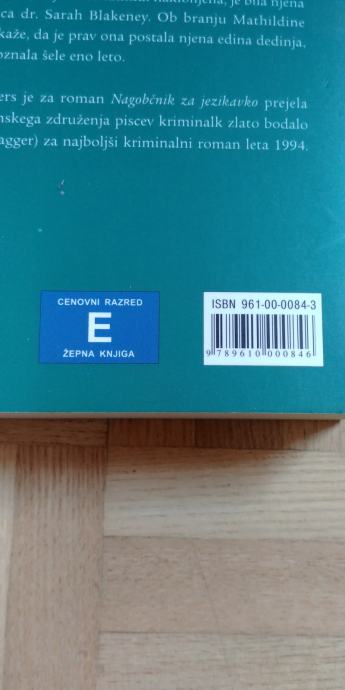 ca dr. Sarah Blakeney. Ob branju Mathildine
kaže, da je prav ona postala njena edina dedinja,
oznala šele eno leto.
ers je za roman Nagobčnik za jezikavko prejela
nskega združenja piscev kriminalk zlato bodalo
agger) za najboljši kriminalni roman leta 1994.
CENOVNI RAZRED
E
ŽEPNA KNJIGA
ISBN 961-00-0084-3
9 789610 000846